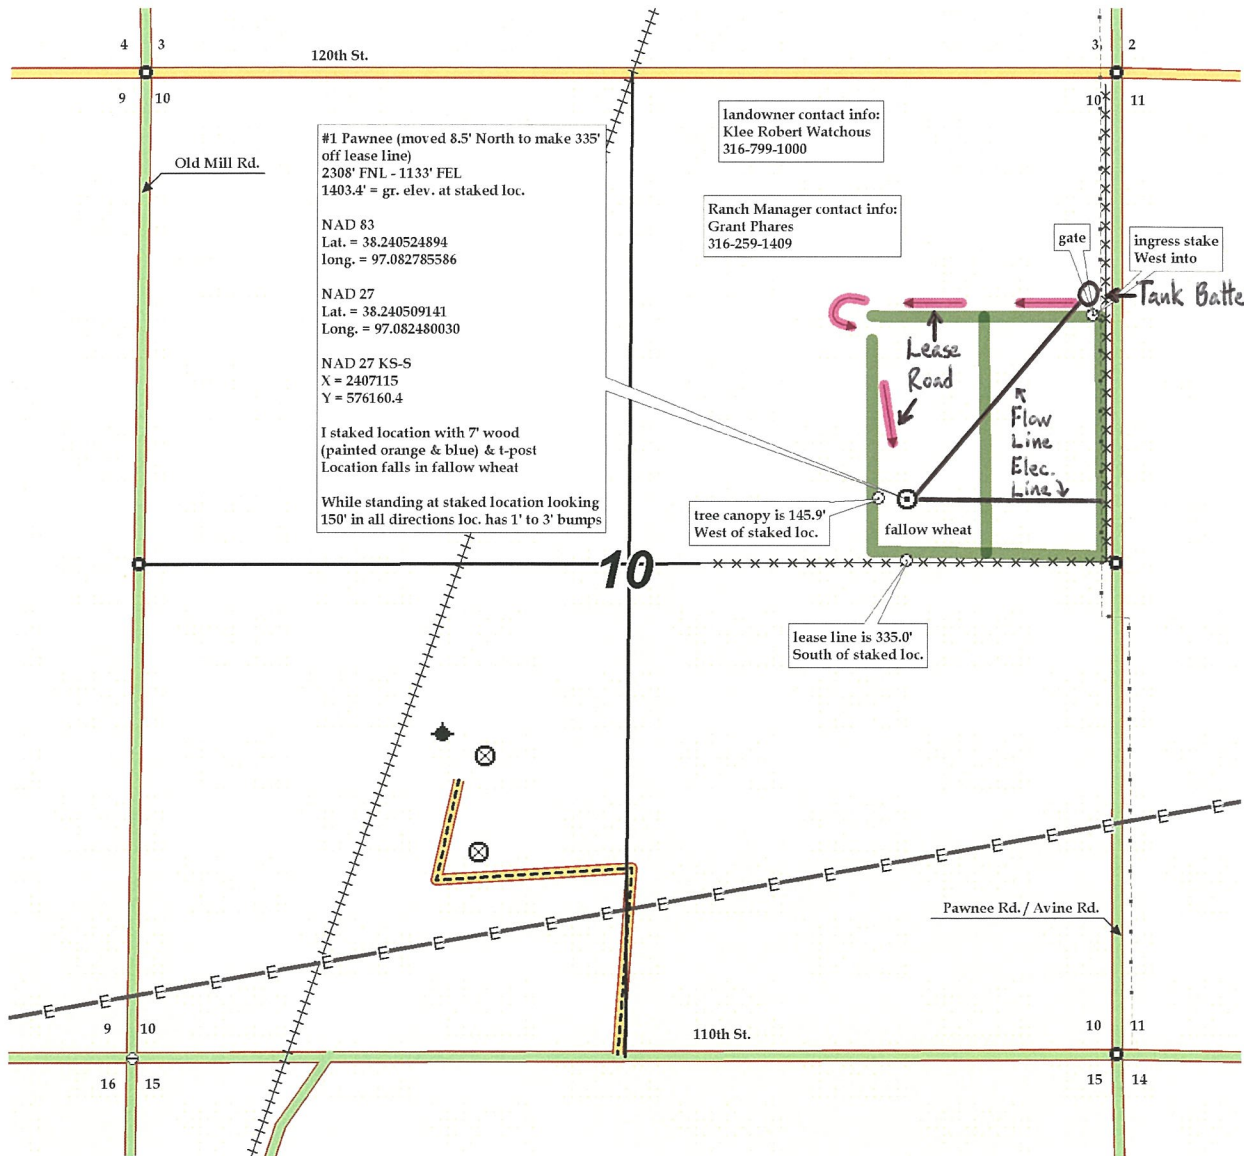 4 3
3 2
120th St.
9 10
10 11
landowner contact info:
Klee Robert Watchous
316-799-1000
#1 Pawnee (moved 8.5' North to make 335'
off lease line)
2308' FNL - 1133' FEL
1403.4' = gr. elev. at staked loc.
NAD 83
Lat. = 38.240524894
long. = 97.082785586
NAD 27
Lat. = 38.240509141
Long. = 97.082480030
NAD 27 KS-S
X = 2407115
Y = 576160.4
I staked location with 7' wood
(painted orange & blue) & t-post
Location falls in fallow wheat
While standing at staked location looking
150' in all directions loc. has 1' to 3' bumps
Old Mill Rd.
Ranch Manager contact info:
Grant Phares
316-259-1409
gate
ingress stake
West into
Tank Batte
Lease
Road
Flow
Line
Elec.
Line
tree canopy is 145.9'
West of staked loc.
fallow wheat
10
lease line is 335.0'
South of staked loc.
E E E E E E E E E E E E E E E E E E E E E E
Pawnee Rd./ Avine Rd.
9 10
10 11
110th St.
16 15
15 14